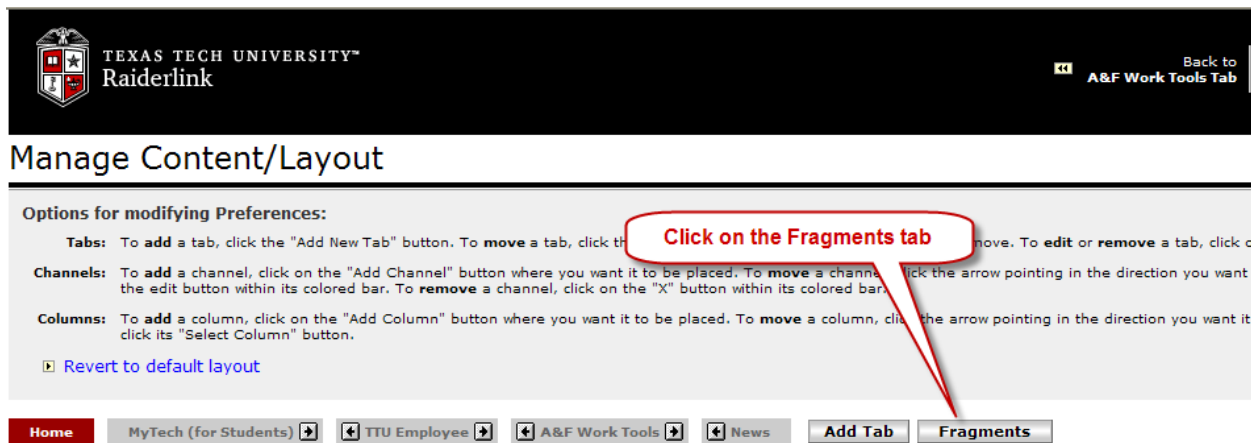 TEXAS TECH UNIVERSITY™
Raiderlink
Back to
A&F Work Tools Tab
Manage Content/Layout
Options for modifying Preferences:
Tabs: To add a tab, click the "Add New Tab" button. To move a tab, click th
Click on the Fragments tab
move. To edit or remove a tab, click
Channels: To add a channel, click on the "Add Channel" button where you want it to be placed. To move a channel, click the arrow pointing in the direction you want
the edit button within its colored bar. To remove a channel, click on the "X" button within its colored bar.
Columns: To add a column, click on the "Add Column" button where you want it to be placed. To move a column, click the arrow pointing in the direction you want it
click its "Select Column" button.
Revert to default layout
Home MyTech (for Students) TTU Employee A&F Work Tools News Add Tab Fragments